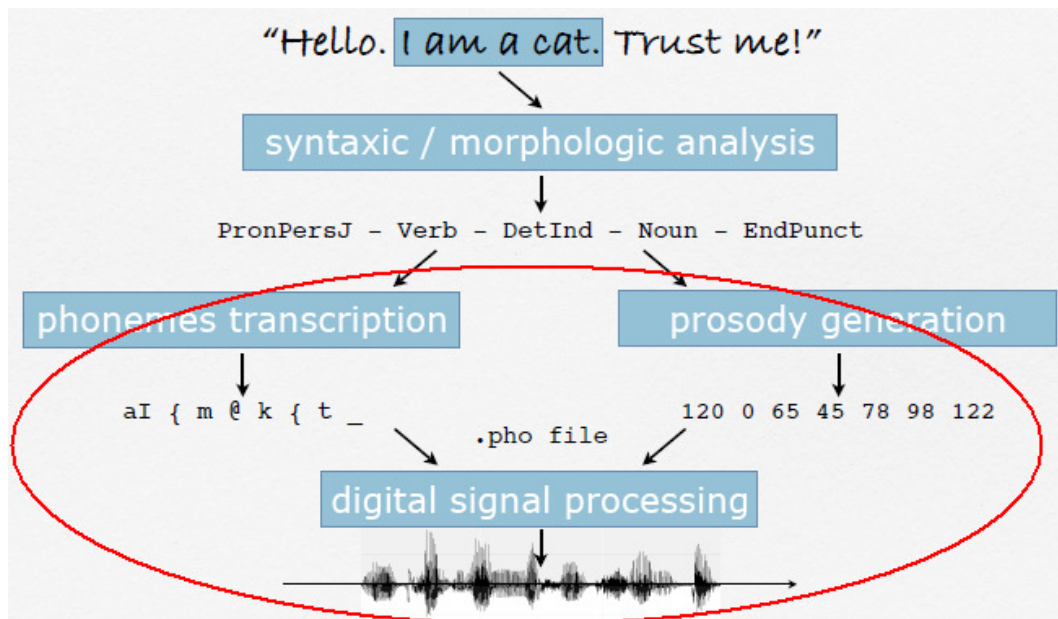 “Hello. I am a cat. Trust me!”
syntaxic / morphologic analysis
PronPersJ – Verb – DetInd – Noun – EndPunct
phonemes transcription
prosody generation
aI { m @ k { t _
120 0 65 45 78 98 122
.pho file
digital signal processing